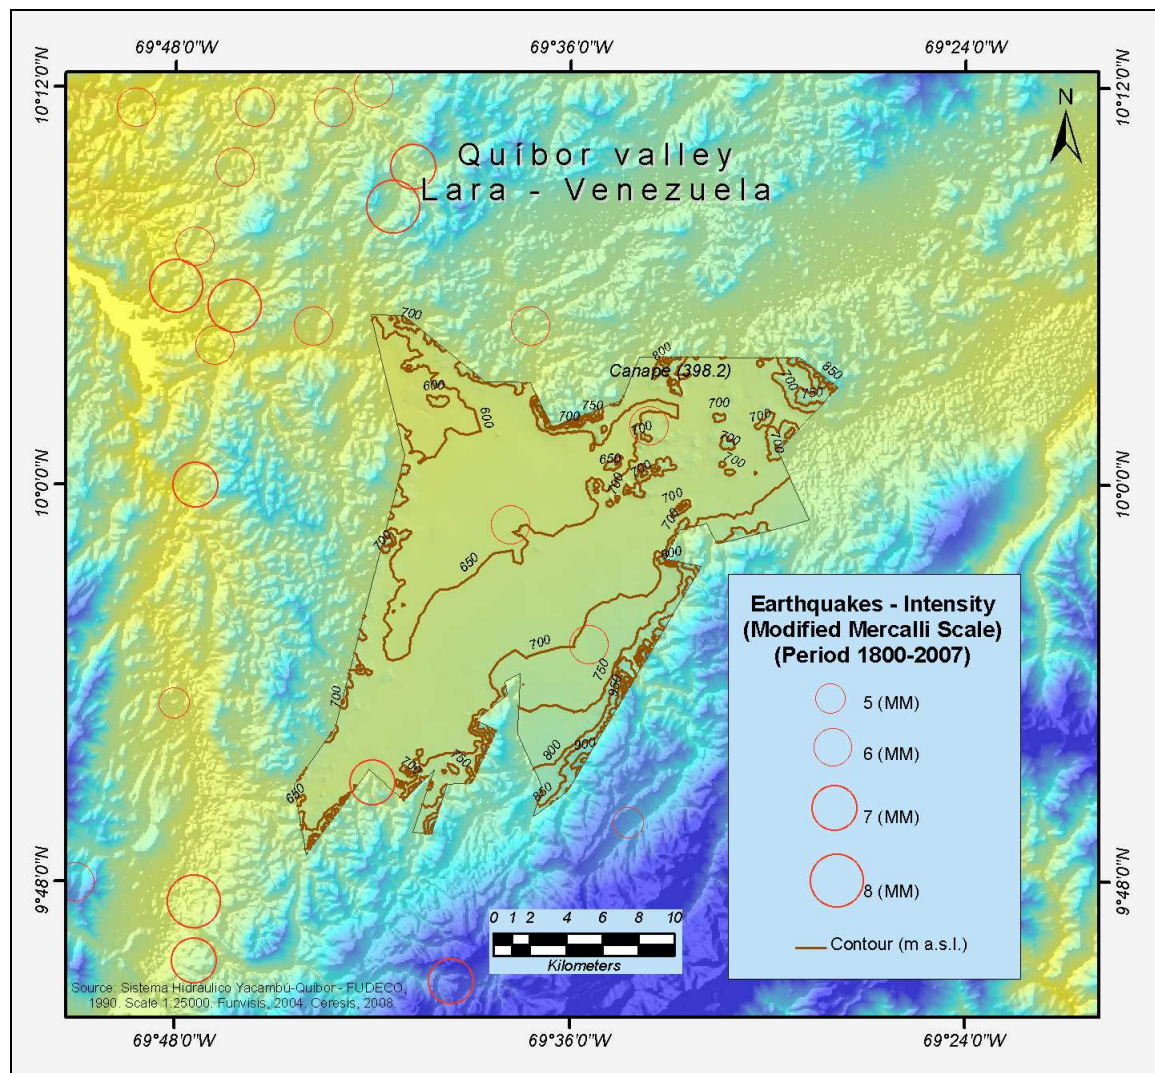 69°48'0"W
69°36'0"W
69°24'0"W
10°12'0"N
10°12'0"N
N
Quíbor valley
Lara - Venezuela
700
800
Canape (398.2)
850
700
750
600
600
750
700
700
700
700
700
700
650
700
700
700
10°0'0"N
10°0'0"N
700
700
700
650
800
700
750
950
700
800
900
700
750
650
850
Earthquakes - Intensity
(Modified Mercalli Scale)
(Period 1800-2007)
5 (MM)
6 (MM)
7 (MM)
8 (MM)
Contour (m a.s.l.)
9°48'0"N
9°48'0"N
0 1 2 4 6 8 10
Kilometers
Source: Sistema Hidráulico Yacambú-Quibor - FUDECO,
1990. Scale 1:25000. Funvisis, 2004. Ceresis, 2008.
69°48'0"W
69°36'0"W
69°24'0"W